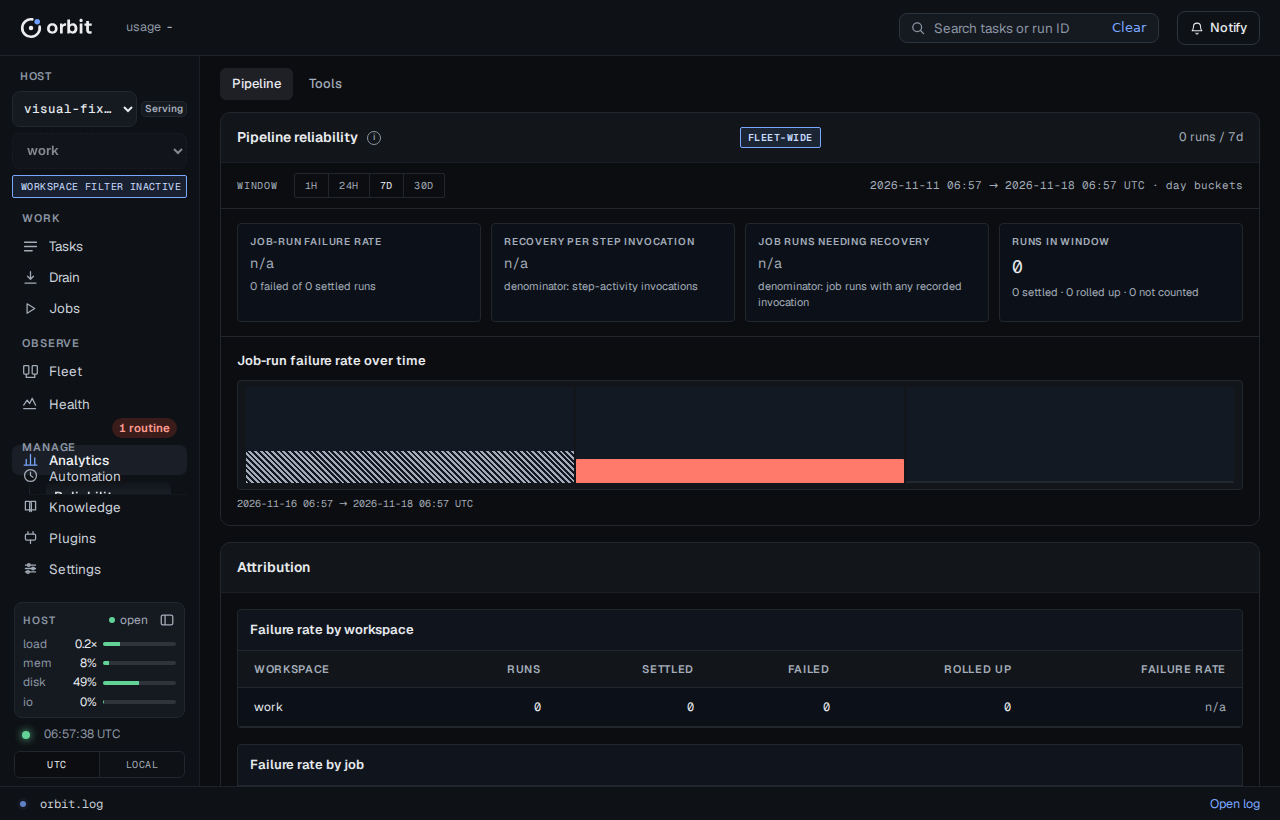 orbit
usage -
Search tasks or run ID
Clear
Notify
HOST
visual-fix…
Serving
work
WORKSPACE FILTER INACTIVE
WORK
Tasks
Drain
Jobs
OBSERVE
Fleet
Health
1 routine
MANAGE
Analytics
Automation
Reliability
Knowledge
Plugins
Settings
HOST
open
load 0.2×
mem 8%
disk 49%
io 0%
06:57:38 UTC
UTC LOCAL
Pipeline Tools
Pipeline reliability
FLEET-WIDE
0 runs / 7d
WINDOW 1H 24H 7D 30D
2026-11-11 06:57 → 2026-11-18 06:57 UTC · day buckets
JOB-RUN FAILURE RATE
n/a
0 failed of 0 settled runs
RECOVERY PER STEP INVOCATION
n/a
denominator: step-activity invocations
JOB RUNS NEEDING RECOVERY
n/a
denominator: job runs with any recorded
invocation
RUNS IN WINDOW
0
0 settled · 0 rolled up · 0 not counted
Job-run failure rate over time
2026-11-16 06:57 → 2026-11-18 06:57 UTC
Attribution
Failure rate by workspace
WORKSPACE RUNS SETTLED FAILED ROLLED UP FAILURE RATE
work 0 0 0 0 n/a
Failure rate by job
orbit.log
Open log